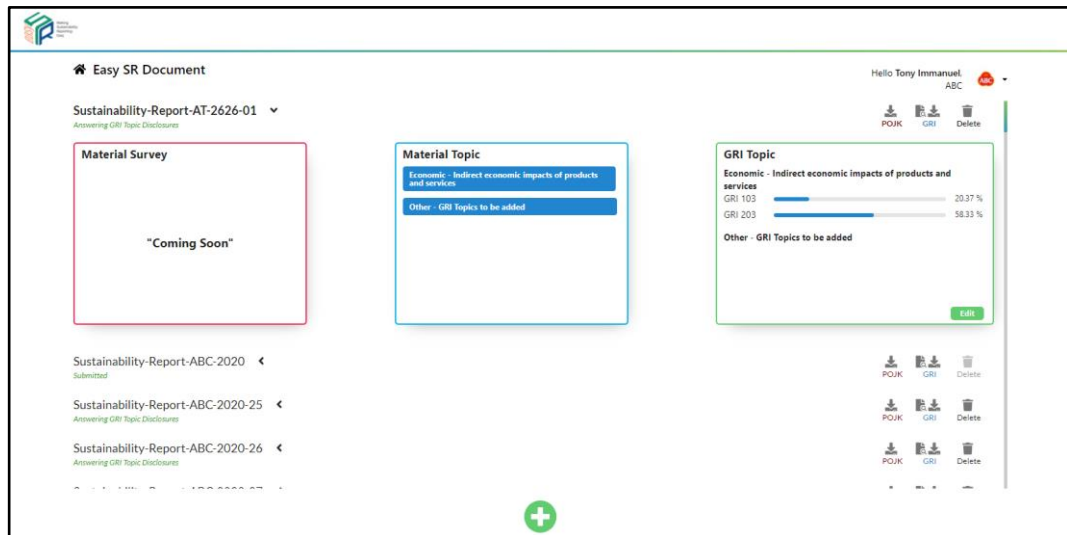 Making
Sustainability
Reporting
Easy
Easy SR Document
Hello Tony Immanuel.
ABC
ABC
Sustainability-Report-AT-2626-01
Answering GRI Topic Disclosures
POJK GRI Delete
Material Survey
"Coming Soon"
Material Topic
Economic - Indirect economic impacts of products
and services
Other - GRI Topics to be added
GRI Topic
Economic - Indirect economic impacts of products and
services
GRI 103 20.37 %
GRI 203 58.33 %
Other - GRI Topics to be added
Edit
Sustainability-Report-ABC-2020
Submitted
POJK GRI Delete
Sustainability-Report-ABC-2020-25
Answering GRI Topic Disclosures
POJK GRI Delete
Sustainability-Report-ABC-2020-26
Answering GRI Topic Disclosures
POJK GRI Delete